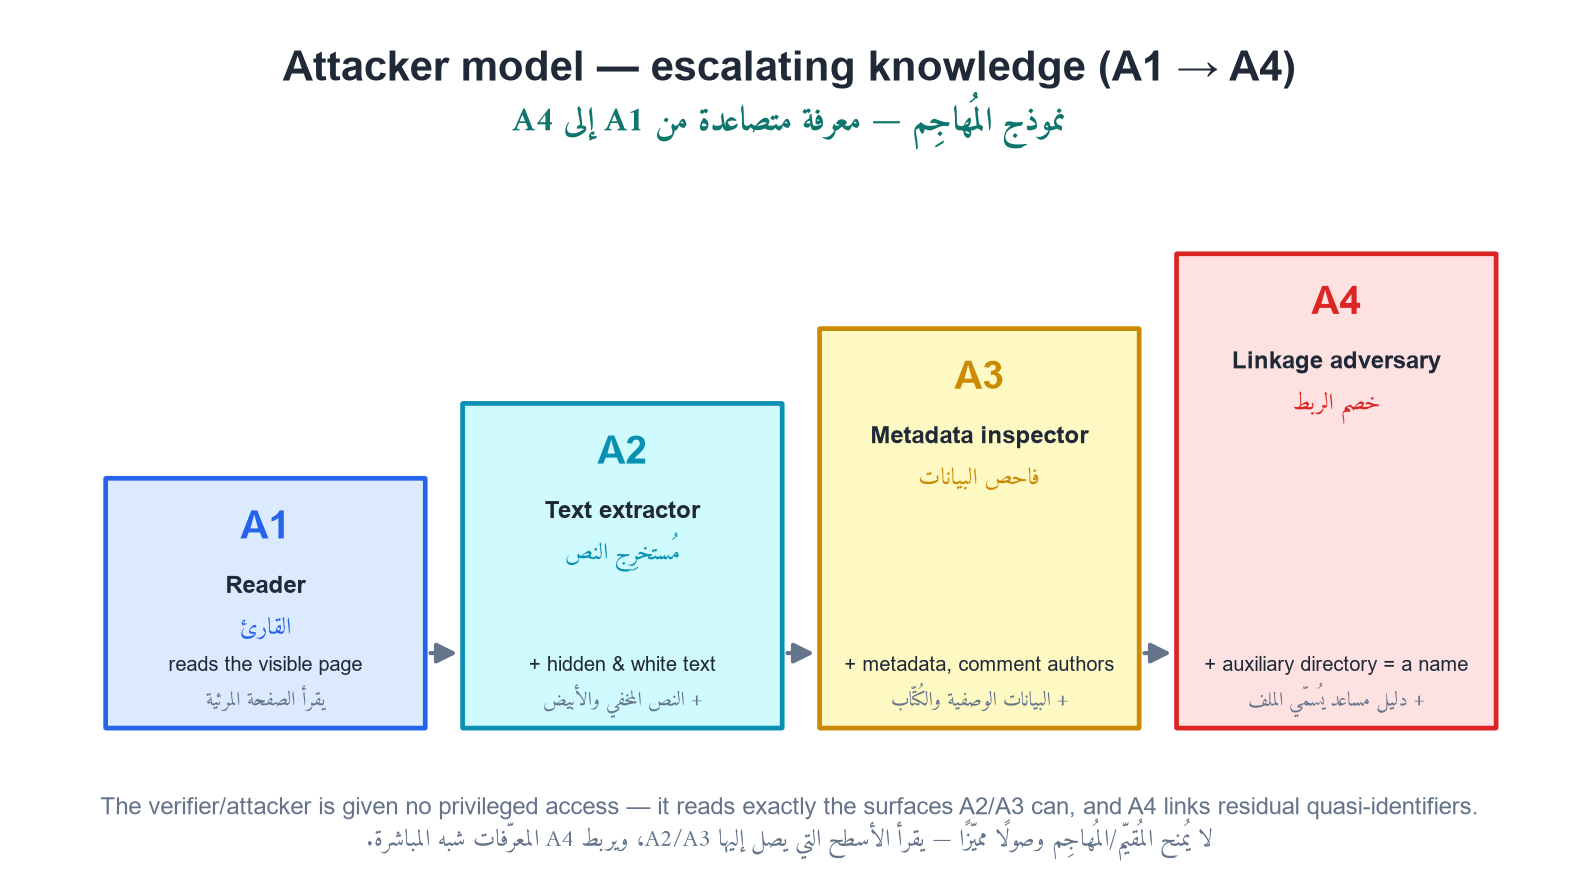 Attacker model — escalating knowledge (A1 → A4)
نموذج المُهاجِم — معرفة متصاعدة من A1 إلى A4
A1
Reader
القارئ
reads the visible page
يقرأ الصفحة المرئية
A2
Text extractor
مُستخرِج النص
+ hidden & white text
+ النص المخفي والأبيض
A3
Metadata inspector
فاحص البيانات
+ metadata, comment authors
+ البيانات الوصفية والكُتّاب
A4
Linkage adversary
خصم الربط
+ auxiliary directory = a name
+ دليل مساعد يُسمّي الملف
The verifier/attacker is given no privileged access — it reads exactly the surfaces A2/A3 can, and A4 links residual quasi-identifiers.
لا يُمنح المُقيّم/المُهاجِم وصولًا مميّزًا — يقرأ الأسطح التي يصل إليها A2/A3، ويربط A4 المعرّفات شبه المباشرة.